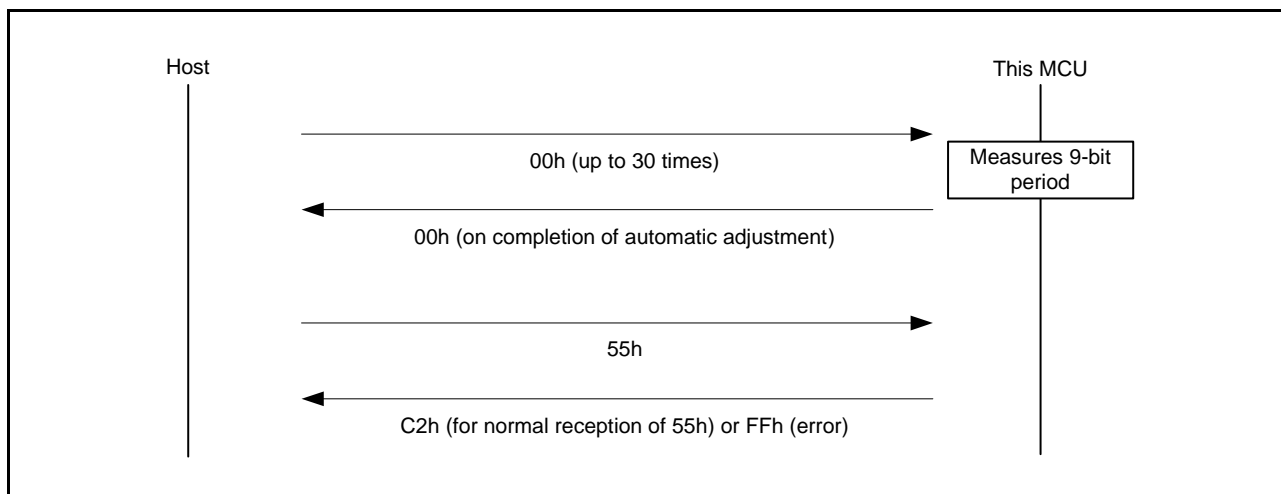 Host
This MCU
00h (up to 30 times)
Measures 9-bit
period
00h (on completion of automatic adjustment)
55h
C2h (for normal reception of 55h) or FFh (error)